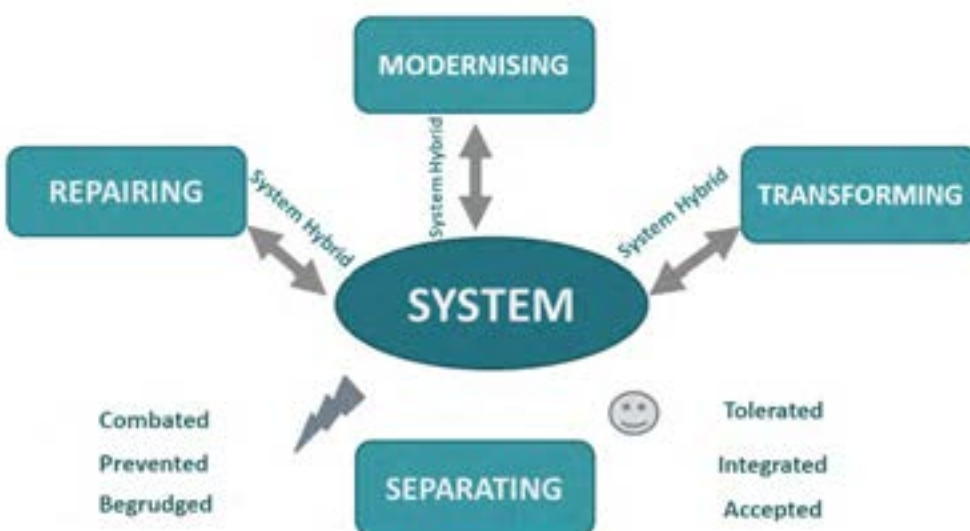 MODERNISING
REPAIRING
System Hybrid
System Hybrid
System Hybrid
TRANSFORMING
SYSTEM
Combated
Prevented
Begrudged
SEPARATING
Tolerated
Integrated
Accepted